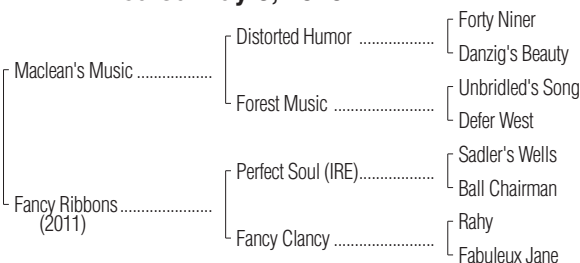 Forty Niner
Distorted Humor ..................
Danzig's Beauty
Maclean's Music ..................
Unbridled's Song
Forest Music ........................
Defer West
Sadler's Wells
Perfect Soul (IRE)..................
Ball Chairman
Fancy Ribbons......................
(2011)
Rahy
Fancy Clancy ........................
Fabuleux Jane